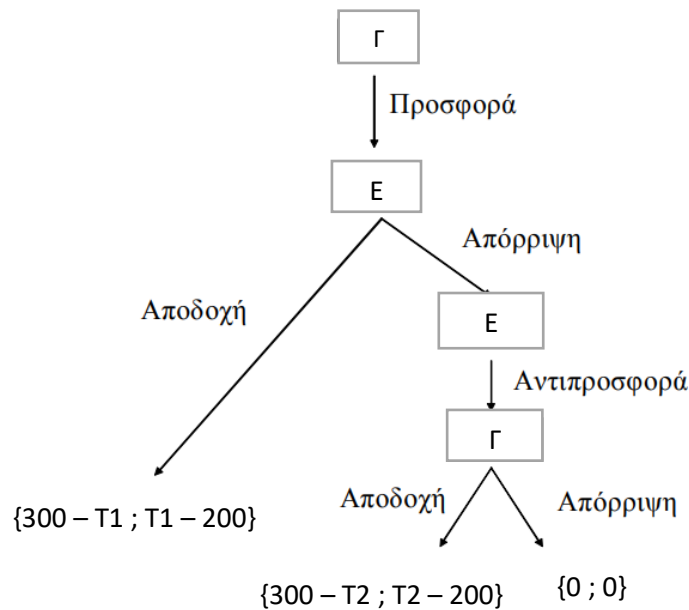 Γ
Προσφορά
Ε
Απόρριψη
Αποδοχή
Ε
Αντιπροσφορά
Γ
{300 – T1 ; T1 – 200}
Αποδοχή
Απόρριψη
{300 – T2 ; T2 – 200}
{0 ; 0}